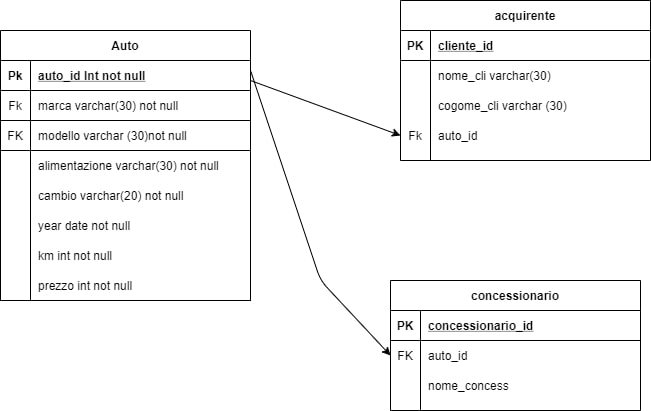 Auto
Pk auto_id Int not null
Fk marca varchar(30) not null
FK modello varchar (30)not null
alimentazione varchar(30) not null
cambio varchar(20) not null
year date not null
km int not null
prezzo int not null
acquirente
PK cliente_id
nome_cli varchar(30)
cogome_cli varchar (30)
Fk auto_id
concessionario
PK concessionario_id
FK auto_id
nome_concess